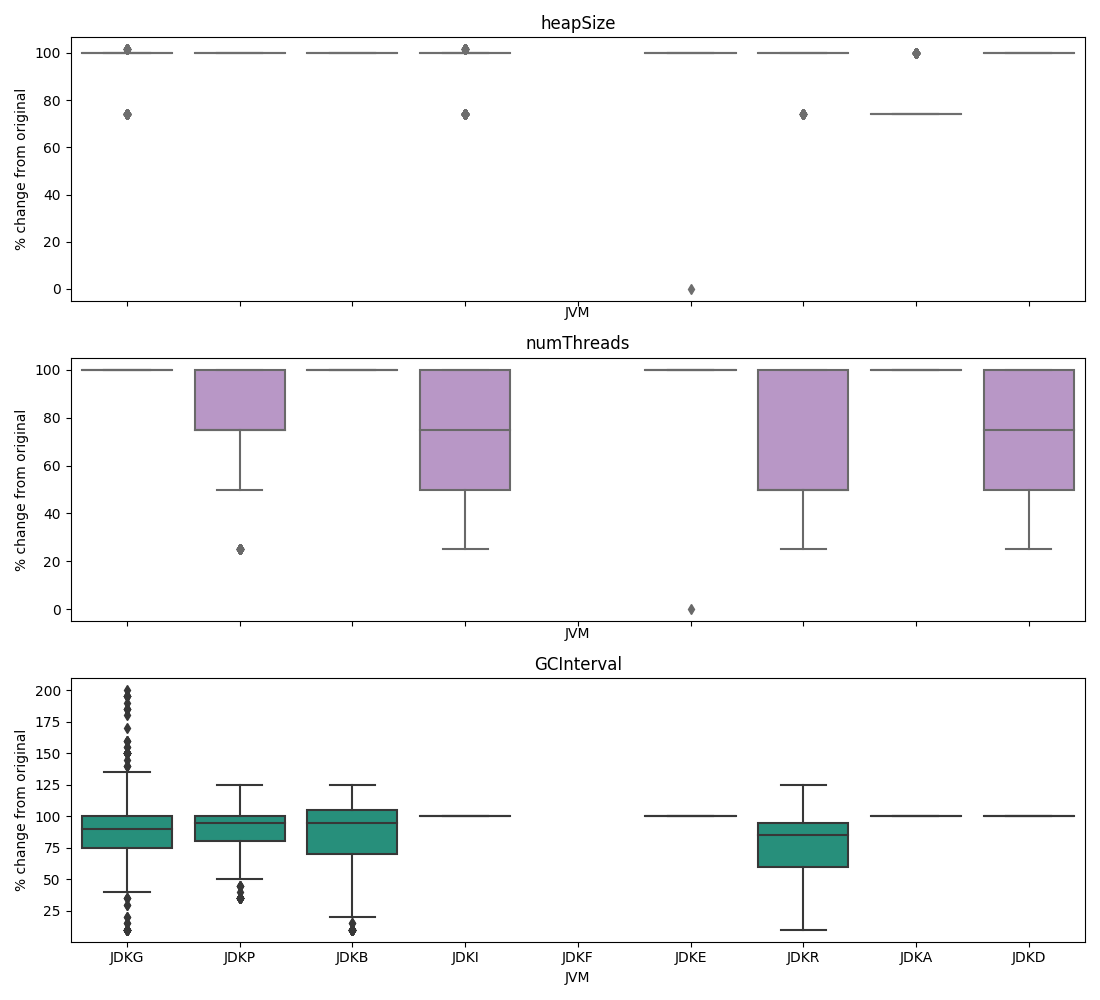 heapSize
% change from original
100
80
60
40
20
0
JVM
numThreads
% change from original
100
80
60
40
20
0
JVM
GCInterval
% change from original
200
175
150
125
100
75
50
25
JDKG JDKP JDKB JDKI JDKF JDKE JDKR JDKA JDKD
JVM